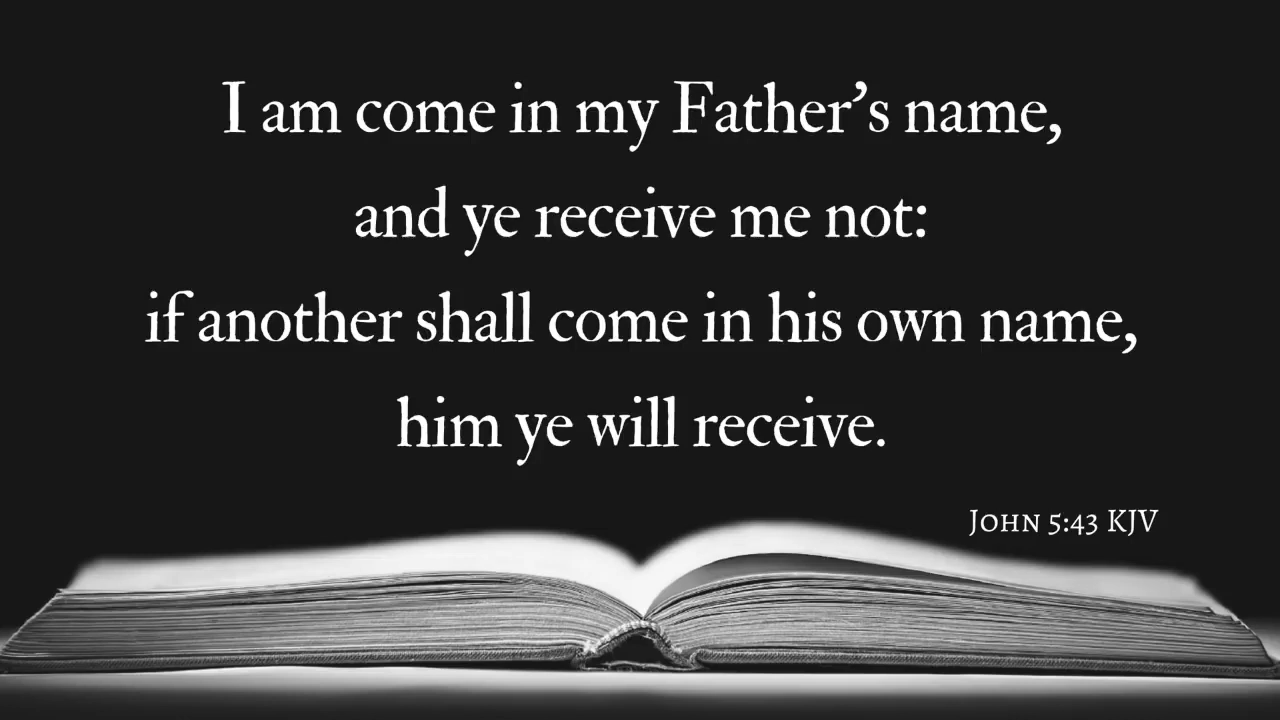 I am come in my Father’s name,
and ye receive me not:
if another shall come in his own name,
him ye will receive.
John 5:43 KJV